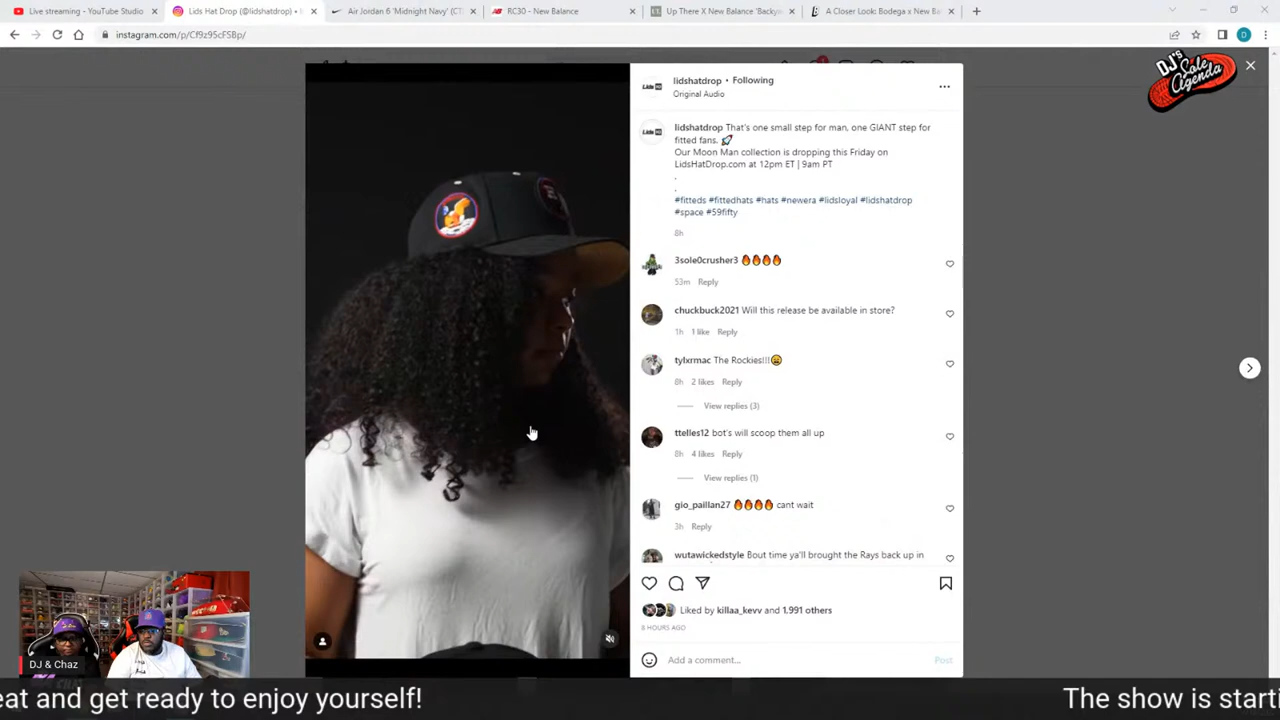 Live streaming - YouTube Studio
Lids Hat Drop (@lidshatdrop) •
Air Jordan 6 'Midnight Navy' (CT
RC30 - New Balance
Up There X New Balance 'Backya
A Closer Look: Bodega x New Ba
instagram.com/p/Cf9z95cFSBp/
D
DJ's
Sole
Agenda
lidshatdrop • Following
Original Audio
lidshatdrop That's one small step for man, one GIANT step for
fitted fans. 🚀
Our Moon Man collection is dropping this Friday on
LidsHatDrop.com at 12pm ET | 9am PT
.
.
#fitteds #fittedhats #hats #newera #lidsloyal #lidshatdrop
#space #59fifty
8h
3sole0crusher3 🔥🔥🔥🔥
53m Reply
chuckbuck2021 Will this release be available in store?
1h 1 like Reply
tylxrmac The Rockies!!!😩
8h 2 likes Reply
View replies (3)
ttelles12 bot's will scoop them all up
8h 4 likes Reply
View replies (1)
gio_paillan27 🔥🔥🔥🔥 cant wait
3h Reply
wutawickedstyle Bout time ya'll brought the Rays back up in
Liked by killaa_kevv and 1,991 others
8 HOURS AGO
Add a comment...
Post
DJ & Chaz
eat and get ready to enjoy yourself!
The show is starti